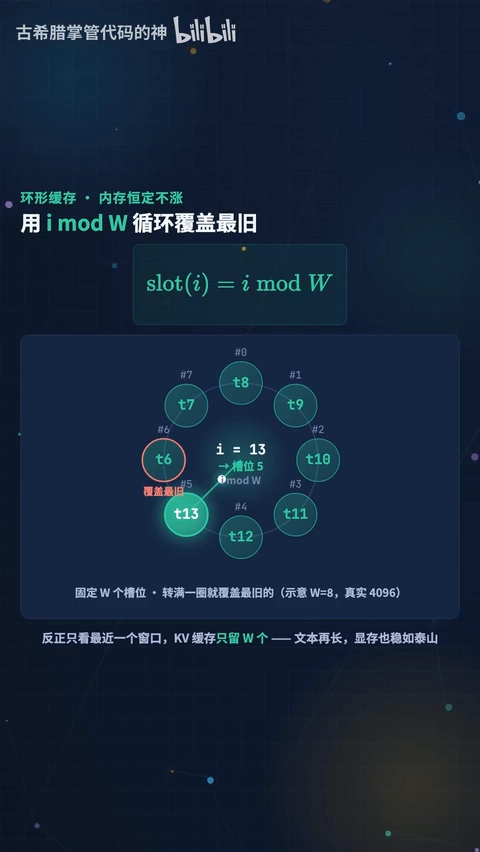 古希腊掌管代码的神 bilibili
环形缓存 • 内存恒定不涨
用 i mod W 循环覆盖最旧
slot(i) = i mod W
#0
t8
#7
#1
t7
t9
#6
#2
t6
t10
i = 13
→ 槽位 5
i mod W
覆盖最旧
#5
#3
t13
t11
#4
t12
固定 W 个槽位 • 转满一圈就覆盖最旧的（示意 W=8，真实 4096）
反正只看最近一个窗口，KV 缓存只留 W 个 —— 文本再长，显存也稳如泰山